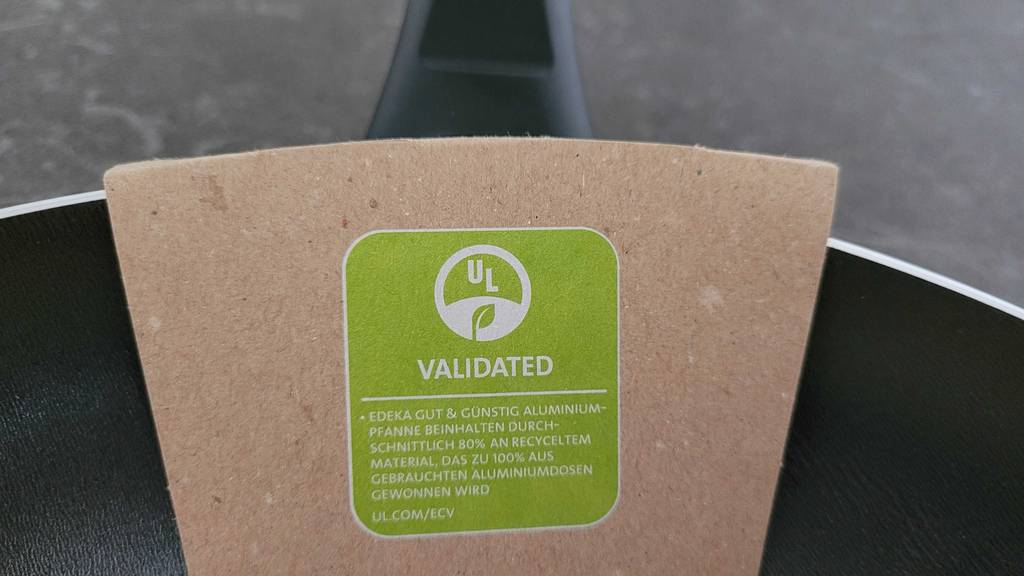 UL
VALIDATED
• EDEKA GUT & GÜNSTIG ALUMINIUM-
PFANNE BEINHALTEN DURCH-
SCHNITTLICH 80% AN RECYCELTEM
MATERIAL, DAS ZU 100% AUS
GEBRAUCHTEN ALUMINIUMDOSEN
GEWONNEN WIRD
UL.COM/ECV